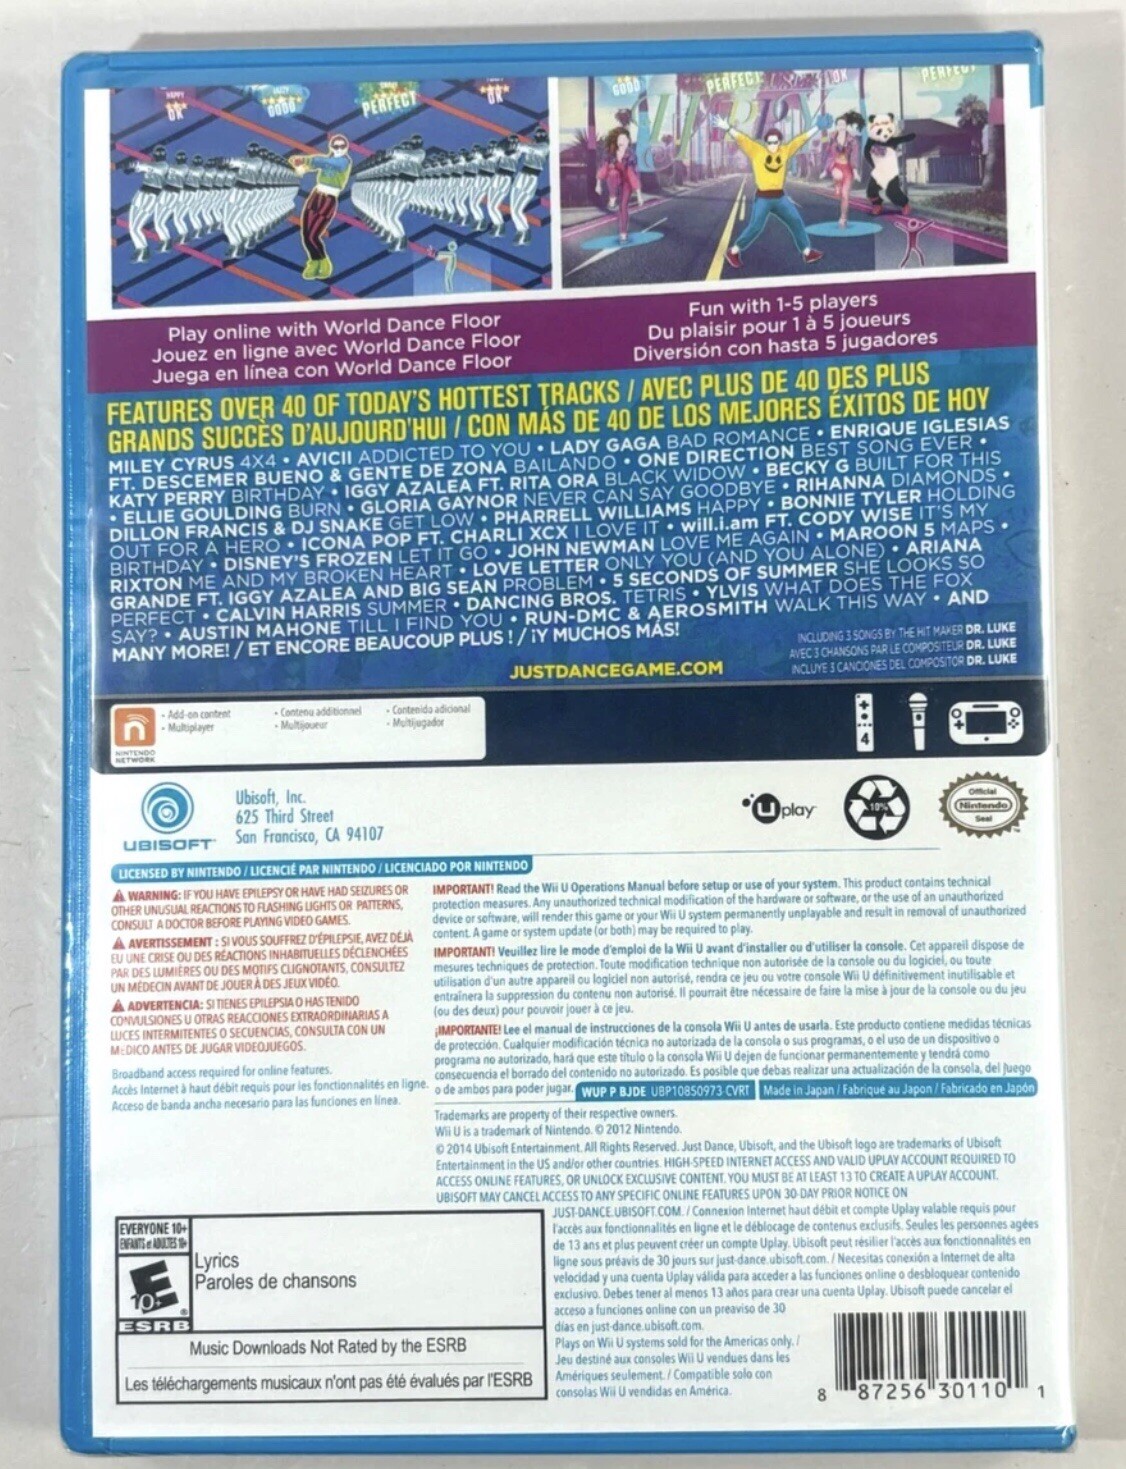 HAPPY
OK
GOOD
PERFECT
OK
GOOD
PERFECT
OK
PERFECT
HAPPY
Play online with World Dance Floor
Jouez en ligne avec World Dance Floor
Juega en línea con World Dance Floor
Fun with 1-5 players
Du plaisir pour 1 à 5 joueurs
Diversión con hasta 5 jugadores
FEATURES OVER 40 OF TODAY'S HOTTEST TRACKS / AVEC PLUS DE 40 DES PLUS
GRANDS SUCCÈS D'AUJOURD'HUI / CON MÁS DE 40 DE LOS MEJORES ÉXITOS DE HOY
MILEY CYRUS 4X4 • AVICII ADDICTED TO YOU • LADY GAGA BAD ROMANCE • ENRIQUE IGLESIAS
FT. DESCEMER BUENO & GENTE DE ZONA BAILANDO • ONE DIRECTION BEST SONG EVER •
KATY PERRY BIRTHDAY • IGGY AZALEA FT. RITA ORA BLACK WIDOW • BECKY G BUILT FOR THIS
• ELLIE GOULDING BURN • GLORIA GAYNOR NEVER CAN SAY GOODBYE • RIHANNA DIAMONDS •
DILLON FRANCIS & DJ SNAKE GET LOW • PHARRELL WILLIAMS HAPPY • BONNIE TYLER HOLDING
OUT FOR A HERO • ICONA POP FT. CHARLI XCX I LOVE IT • will.i.am FT. CODY WISE IT'S MY
BIRTHDAY • DISNEY'S FROZEN LET IT GO • JOHN NEWMAN LOVE ME AGAIN • MAROON 5 MAPS •
RIXTON ME AND MY BROKEN HEART • LOVE LETTER ONLY YOU (AND YOU ALONE) • ARIANA
GRANDE FT. IGGY AZALEA AND BIG SEAN PROBLEM • 5 SECONDS OF SUMMER SHE LOOKS SO
PERFECT • CALVIN HARRIS SUMMER • DANCING BROS. TETRIS • YLVIS WHAT DOES THE FOX
SAY? • AUSTIN MAHONE TILL I FIND YOU • RUN-DMC & AEROSMITH WALK THIS WAY • AND
MANY MORE! / ET ENCORE BEAUCOUP PLUS ! / ¡Y MUCHOS MÁS!
INCLUDING 3 SONGS BY THE HIT MAKER DR. LUKE
AVEC 3 CHANSONS PAR LE COMPOSITEUR DR. LUKE
INCLUYE 3 CANCIONES DEL COMPOSITOR DR. LUKE
JUSTDANCEGAME.COM
NINTENDO
NETWORK
• Add-on content
• Multiplayer
• Contenu additionnel
• Multijoueur
• Contenido adicional
• Multijugador
4
UBISOFT
Ubisoft, Inc.
625 Third Street
San Francisco, CA 94107
Uplay
10%
Official
Nintendo
Seal
LICENSED BY NINTENDO / LICENCIÉ PAR NINTENDO / LICENCIADO POR NINTENDO
WARNING: IF YOU HAVE EPILEPSY OR HAVE HAD SEIZURES OR
OTHER UNUSUAL REACTIONS TO FLASHING LIGHTS OR PATTERNS,
CONSULT A DOCTOR BEFORE PLAYING VIDEO GAMES.
AVERTISSEMENT : SI VOUS SOUFFREZ D'ÉPILEPSIE, AVEZ DÉJÀ
EU UNE CRISE OU DES RÉACTIONS INHABITUELLES DÉCLENCHÉES
PAR DES LUMIÈRES OU DES MOTIFS CLIGNOTANTS, CONSULTEZ
UN MÉDECIN AVANT DE JOUER À DES JEUX VIDÉO.
ADVERTENCIA: SI TIENES EPILEPSIA O HAS TENIDO
CONVULSIONES U OTRAS REACCIONES EXTRAORDINARIAS A
LUCES INTERMITENTES O SECUENCIAS, CONSULTA CON UN
MÉDICO ANTES DE JUGAR VIDEOJUEGOS.
Broadband access required for online features.
Accès Internet à haut débit requis pour les fonctionnalités en ligne.
Acceso de banda ancha necesario para las funciones en línea.
IMPORTANT! Read the Wii U Operations Manual before setup or use of your system. This product contains technical
protection measures. Any unauthorized technical modification of the hardware or software, or the use of an unauthorized
device or software, will render this game or your Wii U system permanently unplayable and result in removal of unauthorized
content. A game or system update (or both) may be required to play.
IMPORTANT! Veuillez lire le mode d'emploi de la Wii U avant d'installer ou d'utiliser la console. Cet appareil dispose de
mesures techniques de protection. Toute modification technique non autorisée de la console ou du logiciel, ou toute
utilisation d'un autre appareil ou logiciel non autorisé, rendra ce jeu ou votre console Wii U définitivement inutilisable et
entraînera la suppression du contenu non autorisé. Il pourrait être nécessaire de faire la mise à jour de la console ou du jeu
(ou des deux) pour pouvoir jouer à ce jeu.
¡IMPORTANTE! Lee el manual de instrucciones de la consola Wii U antes de usarla. Este producto contiene medidas técnicas
de protección. Cualquier modificación técnica no autorizada de la consola o sus programas, o el uso de un dispositivo o
programa no autorizado, hará que este título o la consola Wii U dejen de funcionar permanentemente y tendrá como
consecuencia el borrado del contenido no autorizado. Es posible que debas realizar una actualización de la consola, del juego
o de ambos para poder jugar. WUP P BJDE UBP10850973 CVRT Made in Japan / Fabriqué au Japon / Fabricado en Japón
Trademarks are property of their respective owners.
Wii U is a trademark of Nintendo. © 2012 Nintendo.
© 2014 Ubisoft Entertainment. All Rights Reserved. Just Dance, Ubisoft, and the Ubisoft logo are trademarks of Ubisoft
Entertainment in the US and/or other countries. HIGH-SPEED INTERNET ACCESS AND VALID UPLAY ACCOUNT REQUIRED TO
ACCESS ONLINE FEATURES, OR UNLOCK EXCLUSIVE CONTENT. YOU MUST BE AT LEAST 13 TO CREATE A UPLAY ACCOUNT.
UBISOFT MAY CANCEL ACCESS TO ANY SPECIFIC ONLINE FEATURES UPON 30-DAY PRIOR NOTICE ON
JUST-DANCE.UBISOFT.COM. / Connexion Internet haut débit et compte Uplay valable requis pour
l'accès aux fonctionnalités en ligne et le déblocage de contenus exclusifs. Seules les personnes agées
de 13 ans et plus peuvent créer un compte Uplay. Ubisoft peut résilier l'accès aux fonctionnalités en
ligne sous préavis de 30 jours sur just-dance.ubisoft.com. / Necesitas conexión a Internet de alta
velocidad y una cuenta Uplay válida para acceder a las funciones online o desbloquear contenido
exclusivo. Debes tener al menos 13 años para crear una cuenta Uplay. Ubisoft puede cancelar el
acceso a funciones online con un preaviso de 30
días en just-dance.ubisoft.com.
Plays on Wii U systems sold for the Americas only. /
Jeu destiné aux consoles Wii U vendues dans les
Amériques seulement. / Compatible solo con
consolas Wii U vendidas en América.
EVERYONE 10+
ENFANTS et ADULTES 10+
E
10+
ESRB
Lyrics
Paroles de chansons
Music Downloads Not Rated by the ESRB
Les téléchargements musicaux n'ont pas été évalués par l'ESRB
8 87256 30110 1